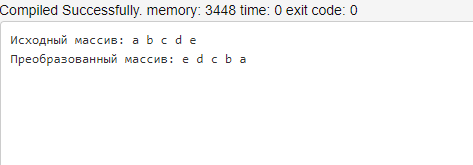 Compiled Successfully. memory: 3448 time: 0 exit code: 0
Исходный массив: a b c d e
Преобразованный массив: e d c b a